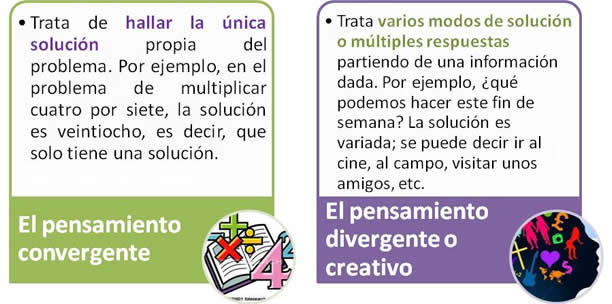 • Trata de hallar la única
solución propia del
problema. Por ejemplo, en el
problema de multiplicar
cuatro por siete, la solución
es veintiocho, es decir, que
solo tiene una solución.
El pensamiento
convergente
• Trata varios modos de solución
o múltiples respuestas
partiendo de una información
dada. Por ejemplo, ¿qué
podemos hacer este fin de
semana? La solución es
variada; se puede decir ir al
cine, al campo, visitar unos
amigos, etc.
El pensamiento
divergente o
creativo